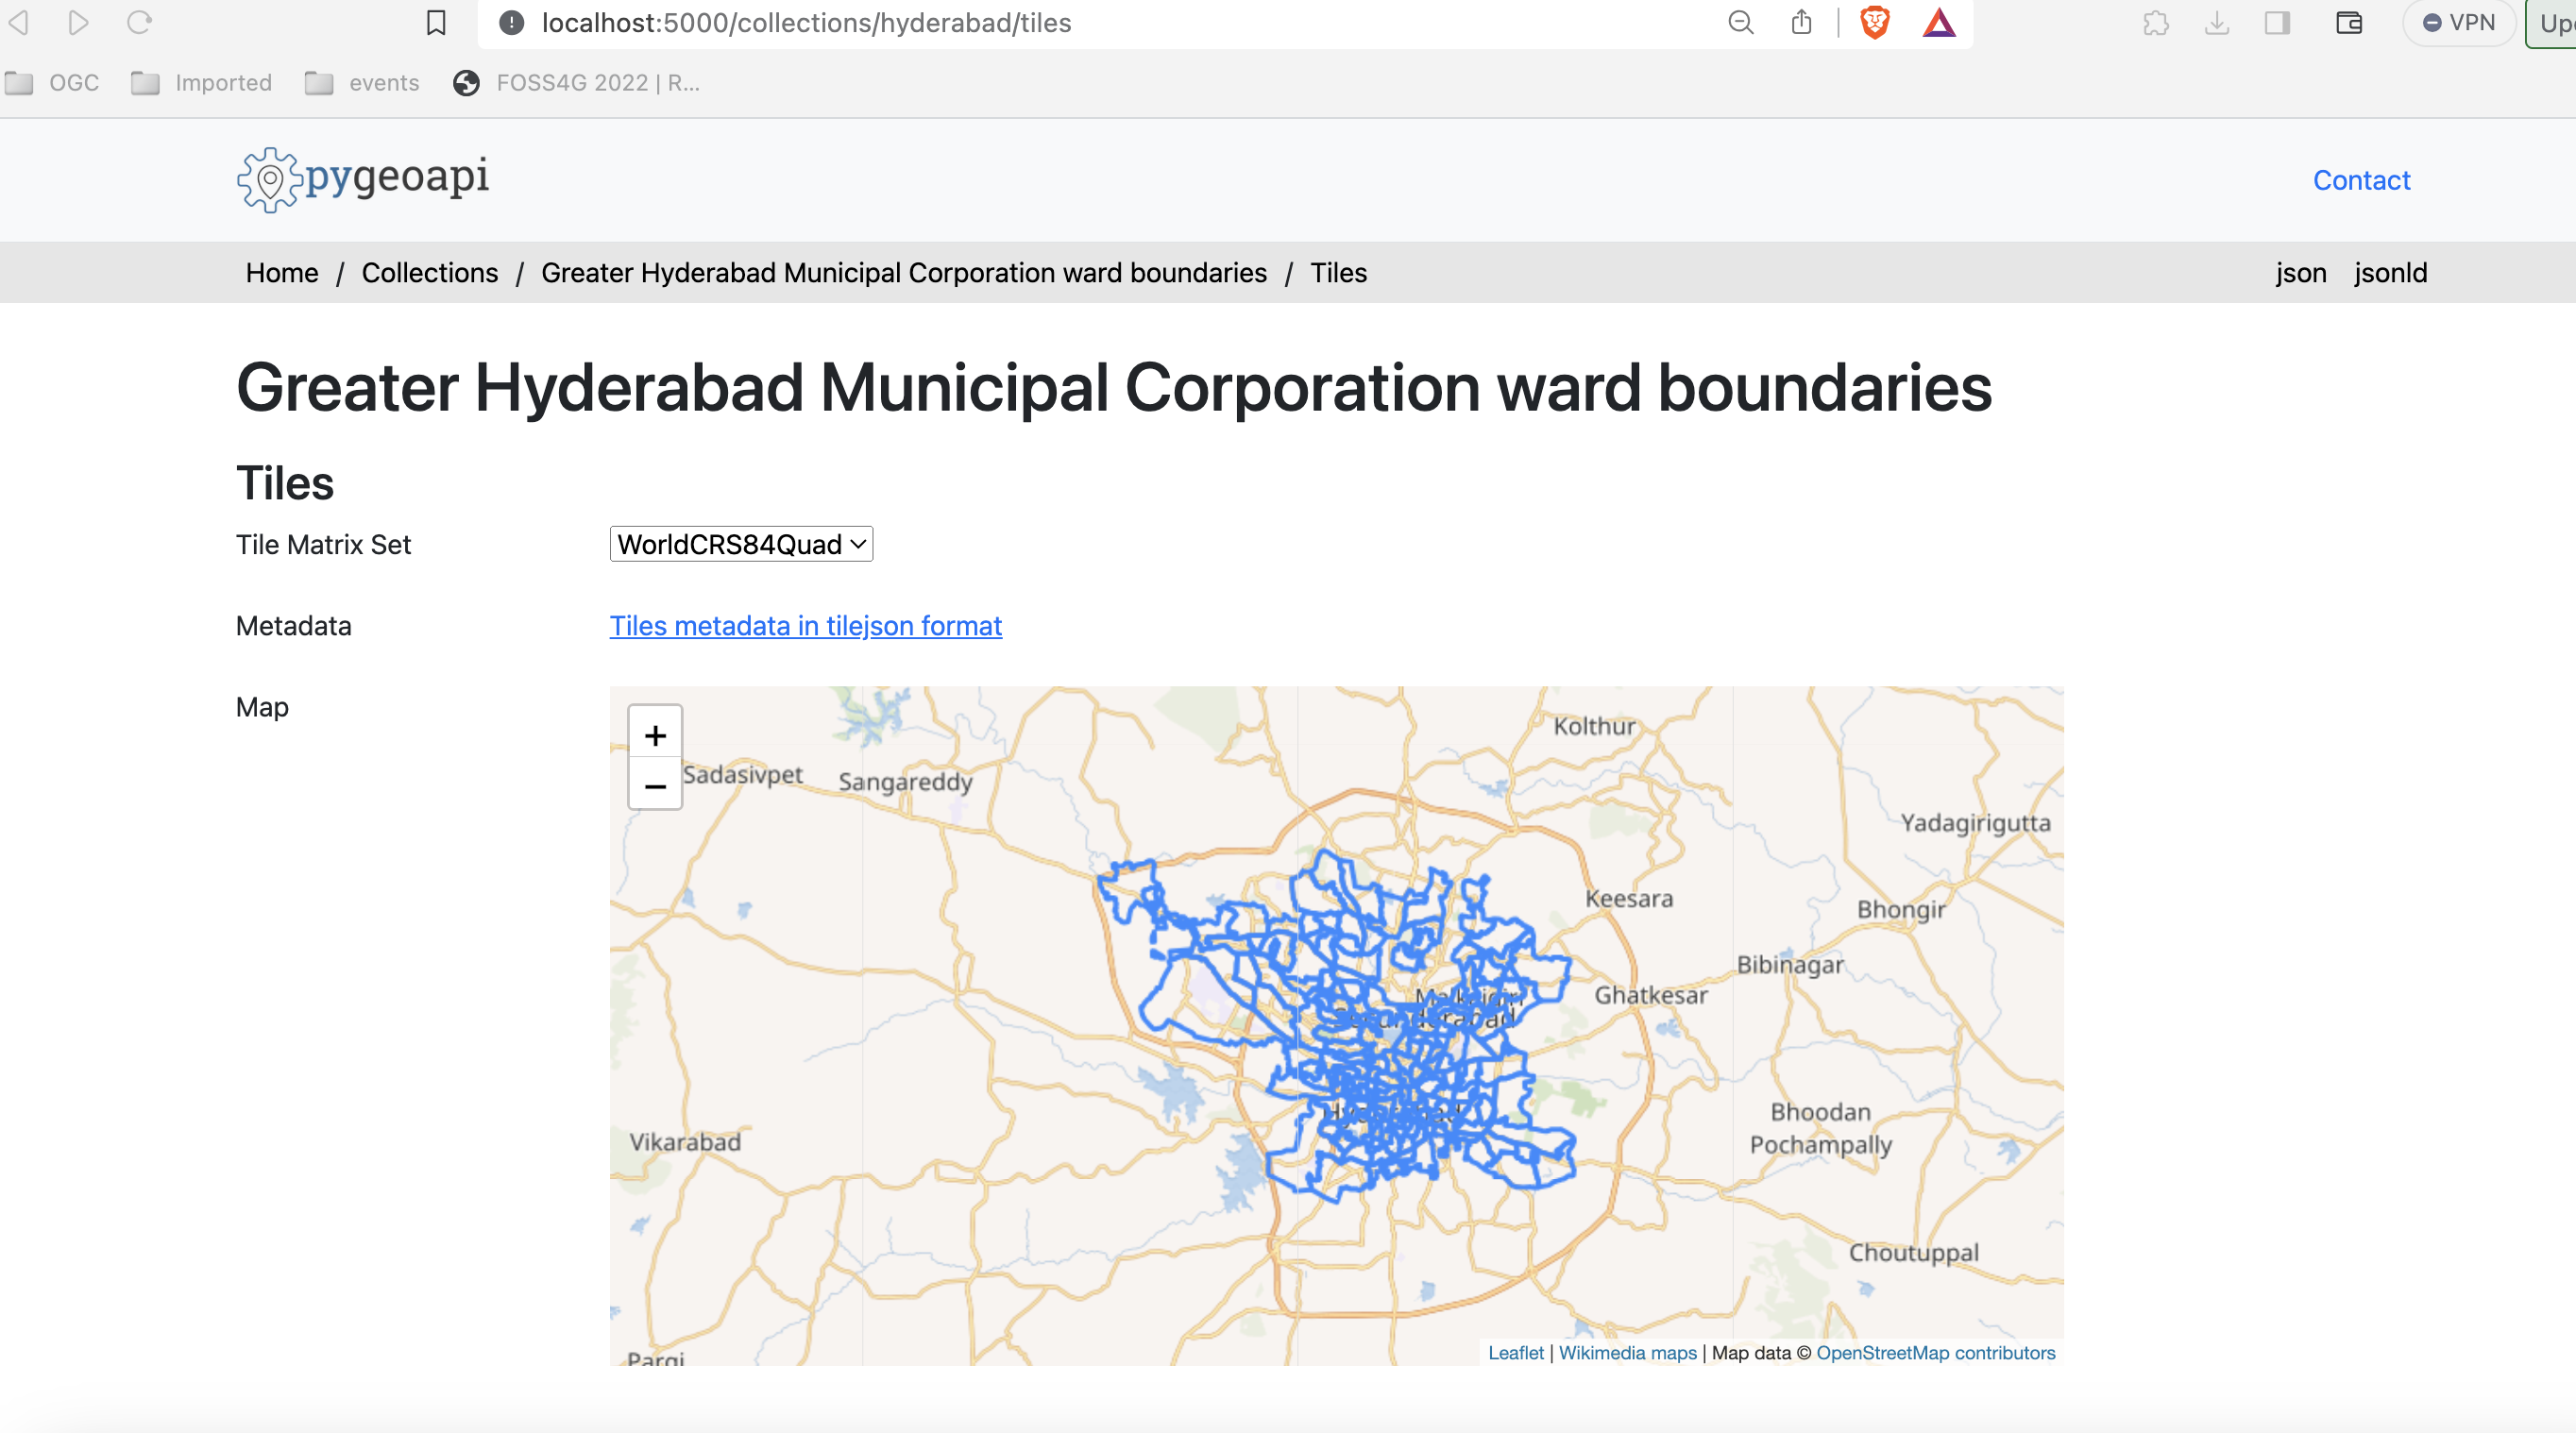 localhost:5000/collections/hyderabad/tiles
VPN
OGC Imported events FOSS4G 2022 | R...
pygeoapi
Contact
Home / Collections / Greater Hyderabad Municipal Corporation ward boundaries / Tiles
json jsonld
Greater Hyderabad Municipal Corporation ward boundaries
Tiles
Tile Matrix Set
WorldCRS84Quad
Metadata
Tiles metadata in tilejson format
Map
+
−
Kolthur
Sadasivpet
Sangareddy
Yadagirigutta
Keesara
Bhongir
Bibinagar
Ghatkesar
Malkajgiri
Secunderabad
Hyderabad
Bhoodan
Pochampally
Vikarabad
Choutuppal
Leaflet | Wikimedia maps | Map data © OpenStreetMap contributors